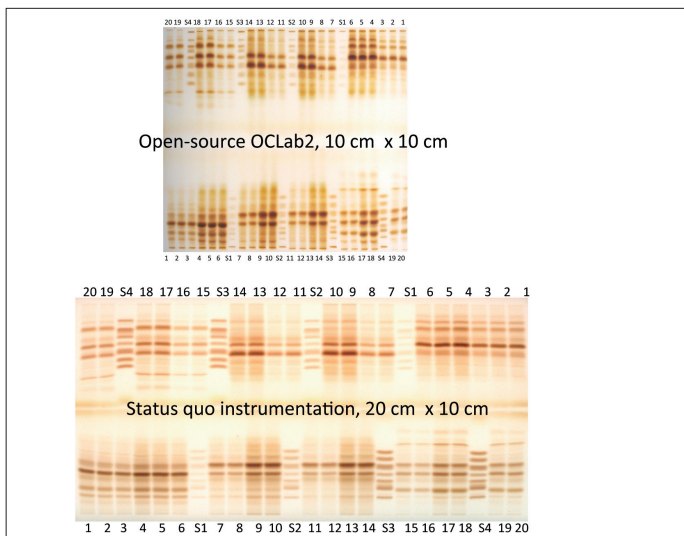 20 19 S4 18 17 16 15 S3 14 13 12 11 S2 10 9 8 7 S1 6 5 4 3 2 1
Open-source OCLab2, 10 cm x 10 cm
1 2 3 4 5 6 S1 7 8 9 10 S2 11 12 13 14 S3 15 16 17 18 S4 19 20
20 19 S4 18 17 16 15 S3 14 13 12 11 S2 10 9 8 7 S1 6 5 4 3 2 1
Status quo instrumentation, 20 cm x 10 cm
1 2 3 4 5 6 S1 7 8 9 10 S2 11 12 13 14 S3 15 16 17 18 S4 19 20